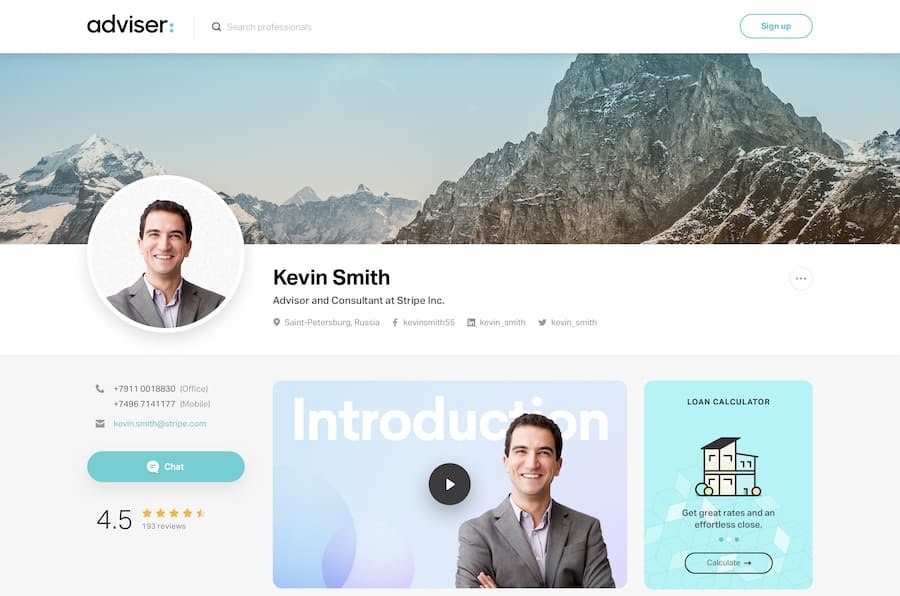 adviser:
Search professionals
Sign up
Kevin Smith
Advisor and Consultant at Stripe Inc.
Saint-Petersburg, Russia kevinsmith55 kevin_smith kevin_smith
+7911 0018830 (Office)
+7496 7141177 (Mobile)
kevin.smith@stripe.com
Chat
4.5
193 reviews
Introduction
LOAN CALCULATOR
Get great rates and an
effortless close.
Calculate →